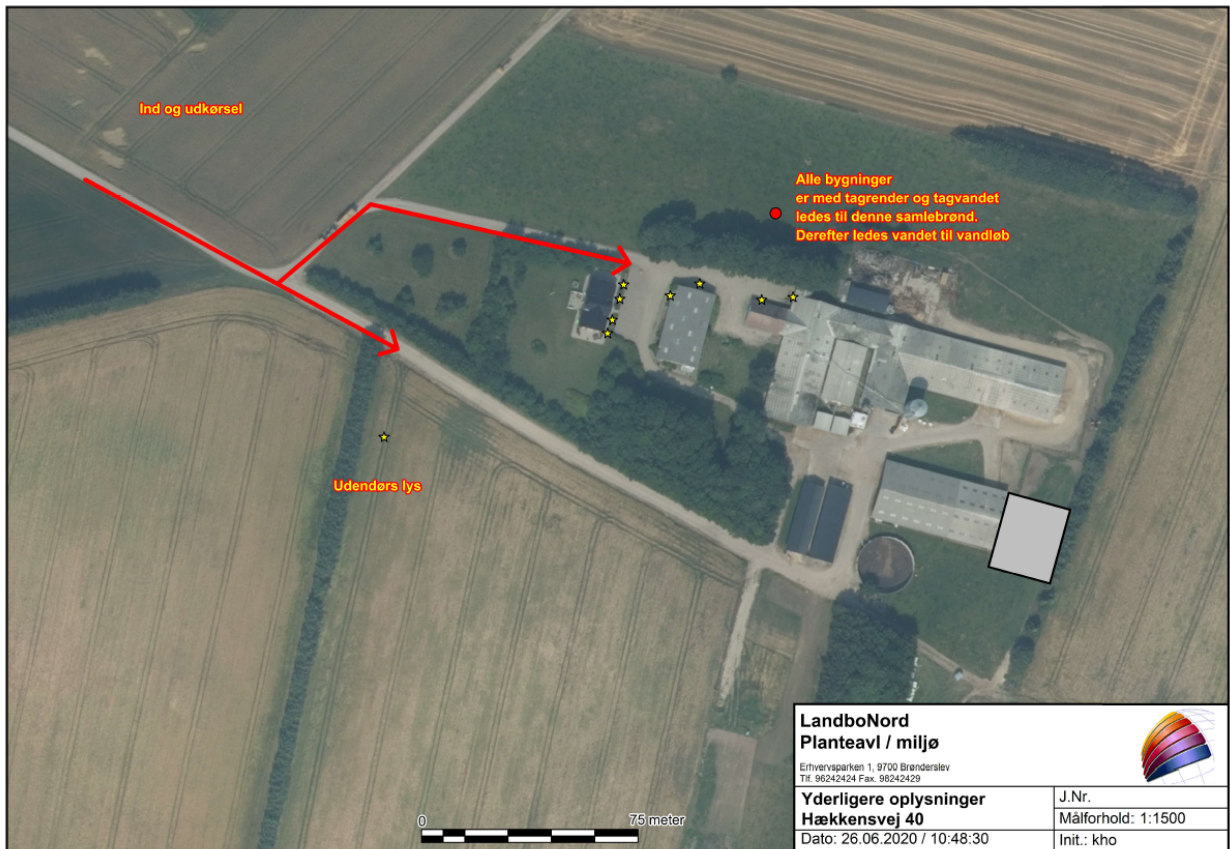 Ind og udkørsel
Alle bygninger
er med tagrender og tagvandet
ledes til denne samlebrønd.
Derefter ledes vandet til vandløb
Udendørs lys
0 75 meter
LandboNord
Planteavl / miljø
Erhvervsparken 1, 9700 Brønderslev
Tlf. 96242424 Fax. 98242429
Yderligere oplysninger
Hækkensvej 40
J.Nr.
Målforhold: 1:1500
Dato: 26.06.2020 / 10:48:30
Init.: kho